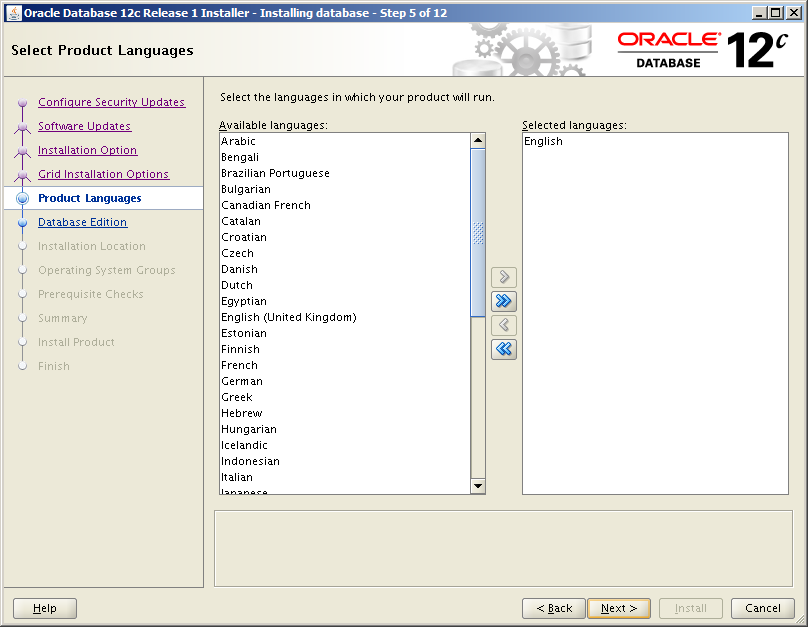 Oracle Database 12c Release 1 Installer - Installing database - Step 5 of 12
Select Product Languages
ORACLE
DATABASE
12c
Configure Security Updates
Software Updates
Installation Option
Grid Installation Options
Product Languages
Database Edition
Installation Location
Operating System Groups
Prerequisite Checks
Summary
Install Product
Finish
Select the languages in which your product will run.
Available languages:
Arabic
Bengali
Brazilian Portuguese
Bulgarian
Canadian French
Catalan
Croatian
Czech
Danish
Dutch
Egyptian
English (United Kingdom)
Estonian
Finnish
French
German
Greek
Hebrew
Hungarian
Icelandic
Indonesian
Italian
Japanese
Selected languages:
English
Help
< Back
Next >
Install
Cancel